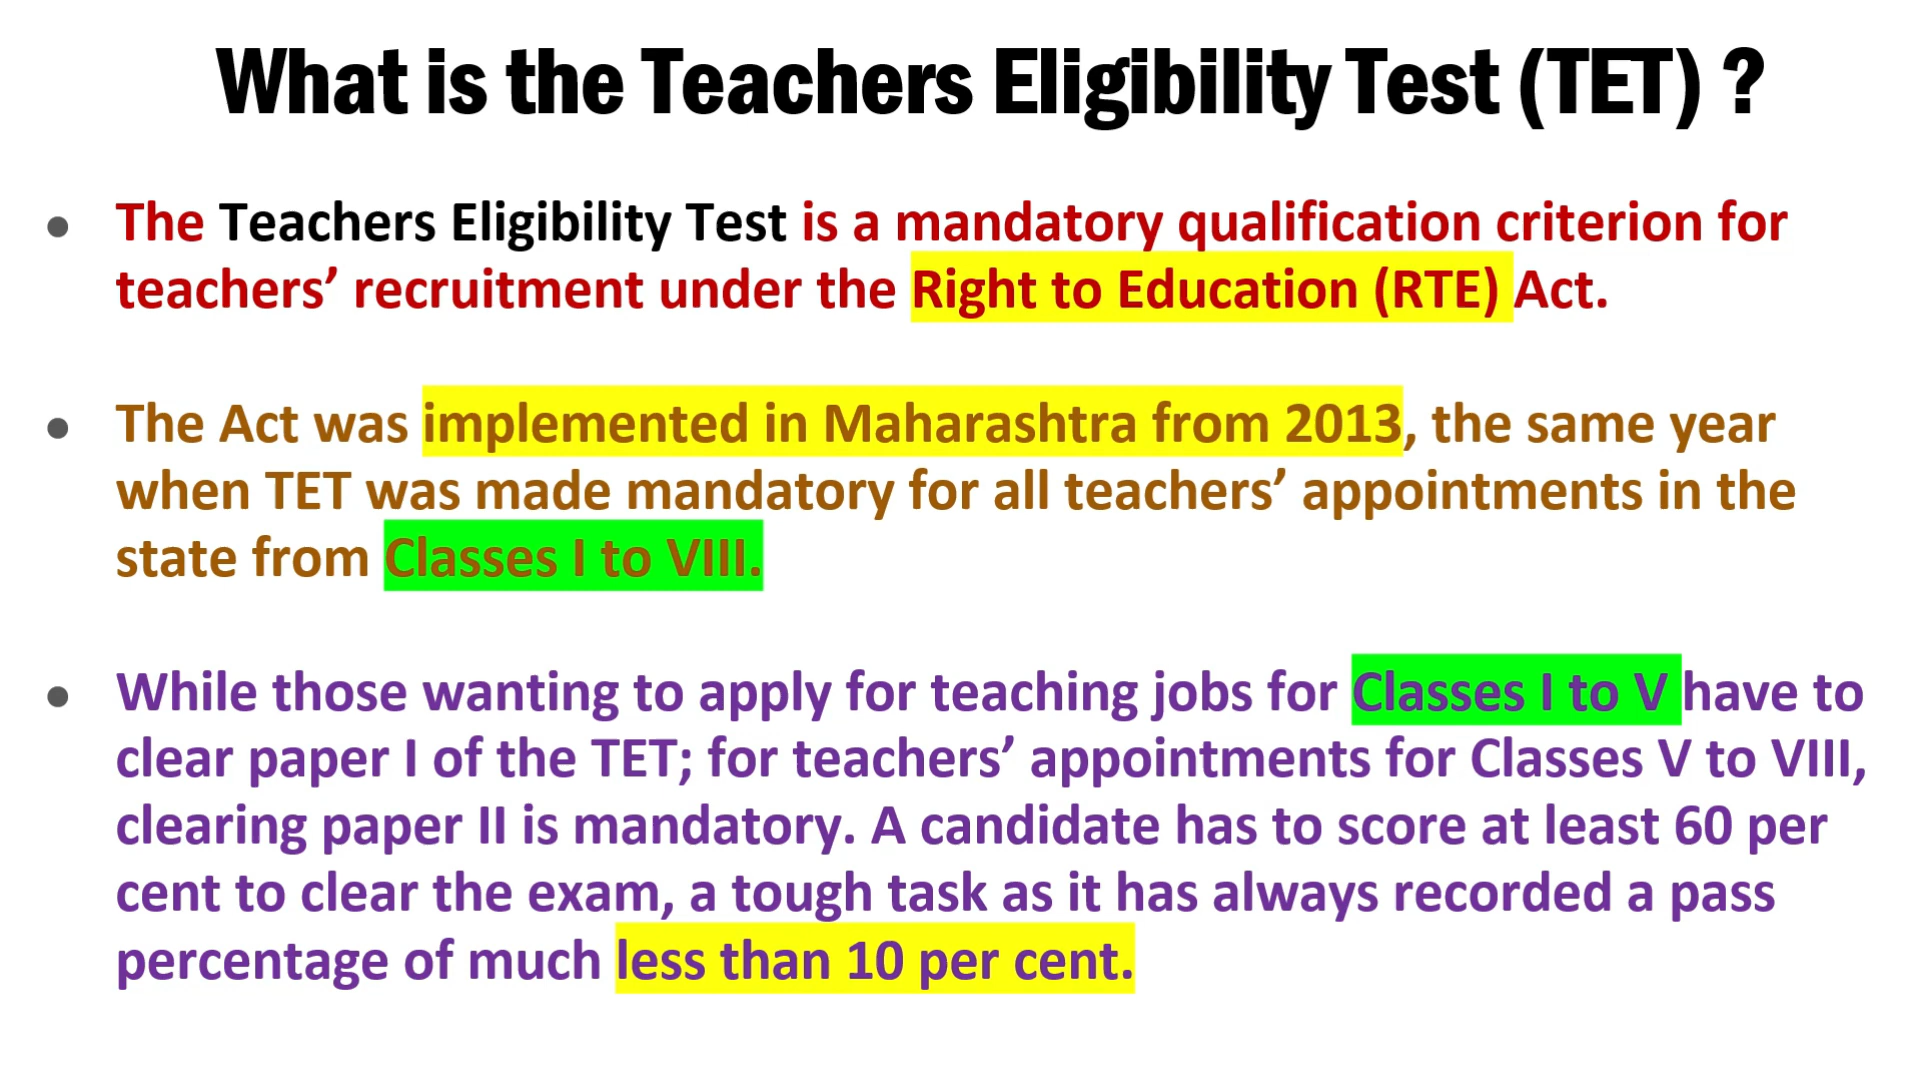 What is the Teachers Eligibility Test (TET) ?
● The Teachers Eligibility Test is a mandatory qualification criterion for
teachers’ recruitment under the Right to Education (RTE) Act.
● The Act was implemented in Maharashtra from 2013, the same year
when TET was made mandatory for all teachers’ appointments in the
state from Classes I to VIII.
● While those wanting to apply for teaching jobs for Classes I to V have to
clear paper I of the TET; for teachers’ appointments for Classes V to VIII,
clearing paper II is mandatory. A candidate has to score at least 60 per
cent to clear the exam, a tough task as it has always recorded a pass
percentage of much less than 10 per cent.